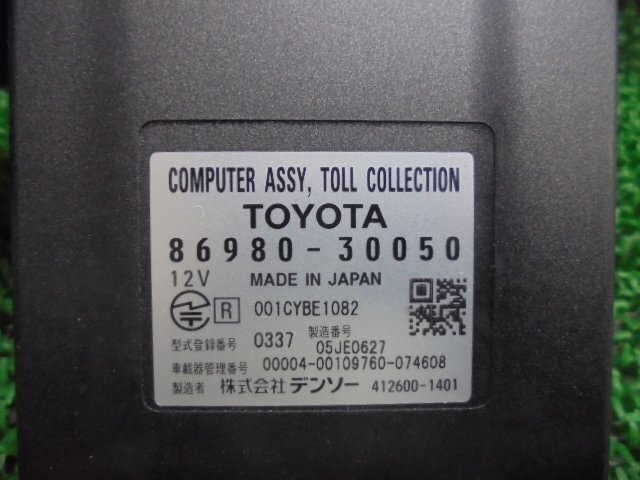 COMPUTER ASSY, TOLL COLLECTION
TOYOTA
86980-30050
12V MADE IN JAPAN
R 001CYBE1082
型式登録番号 0337 製造番号 05JE0627
車載器管理番号 00004-00109760-074608
製造者 株式会社デンソー 412600-1401